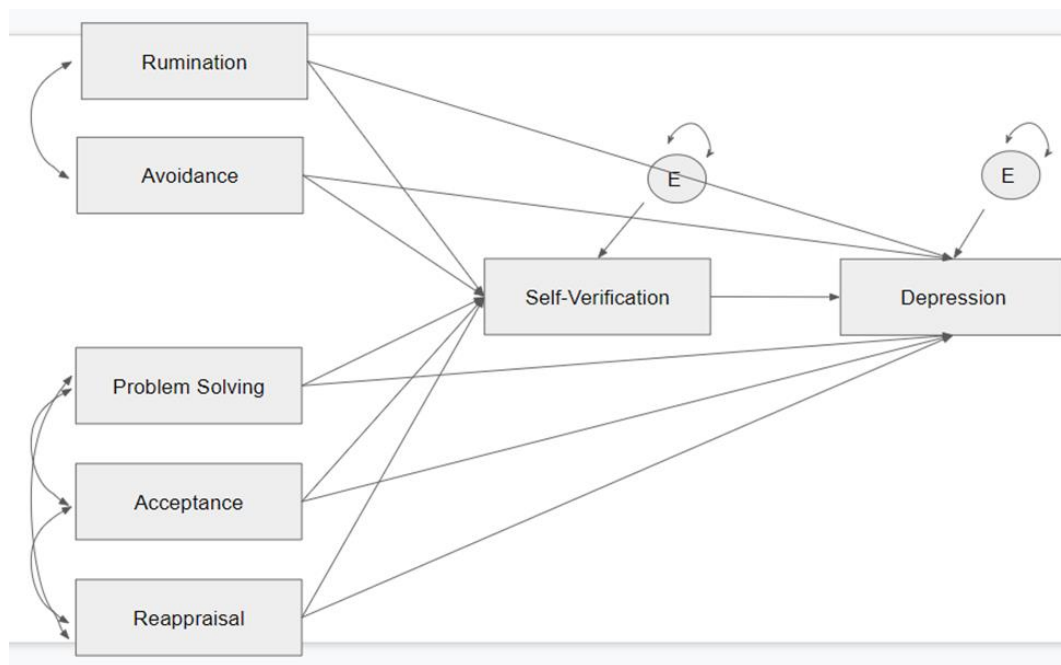 Rumination
Avoidance
E
E
Self-Verification
Depression
Problem Solving
Acceptance
Reappraisal